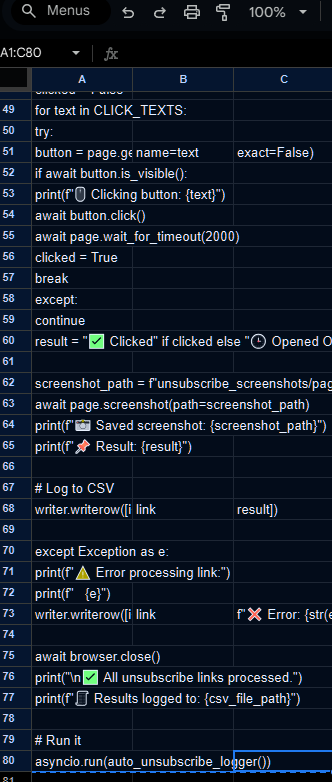 Menus
100%
A1:C80
fx
A B C
49 for text in CLICK_TEXTS:
50 try:
51 button = page.ge name=text exact=False)
52 if await button.is_visible():
53 print(f"🖱️ Clicking button: {text}")
54 await button.click()
55 await page.wait_for_timeout(2000)
56 clicked = True
57 break
58 except:
59 continue
60 result = "✅ Clicked" if clicked else "🕒 Opened O
61
62 screenshot_path = f"unsubscribe_screenshots/pag
63 await page.screenshot(path=screenshot_path)
64 print(f"📸 Saved screenshot: {screenshot_path}")
65 print(f"📌 Result: {result}")
66
67 # Log to CSV
68 writer.writerow([i link result])
69
70 except Exception as e:
71 print(f"⚠️ Error processing link:")
72 print(f" {e}")
73 writer.writerow([i link f"❌ Error: {str(e
74
75 await browser.close()
76 print("\n✅ All unsubscribe links processed.")
77 print(f"🧾 Results logged to: {csv_file_path}")
78
79 # Run it
80 asyncio.run(auto_unsubscribe_logger())